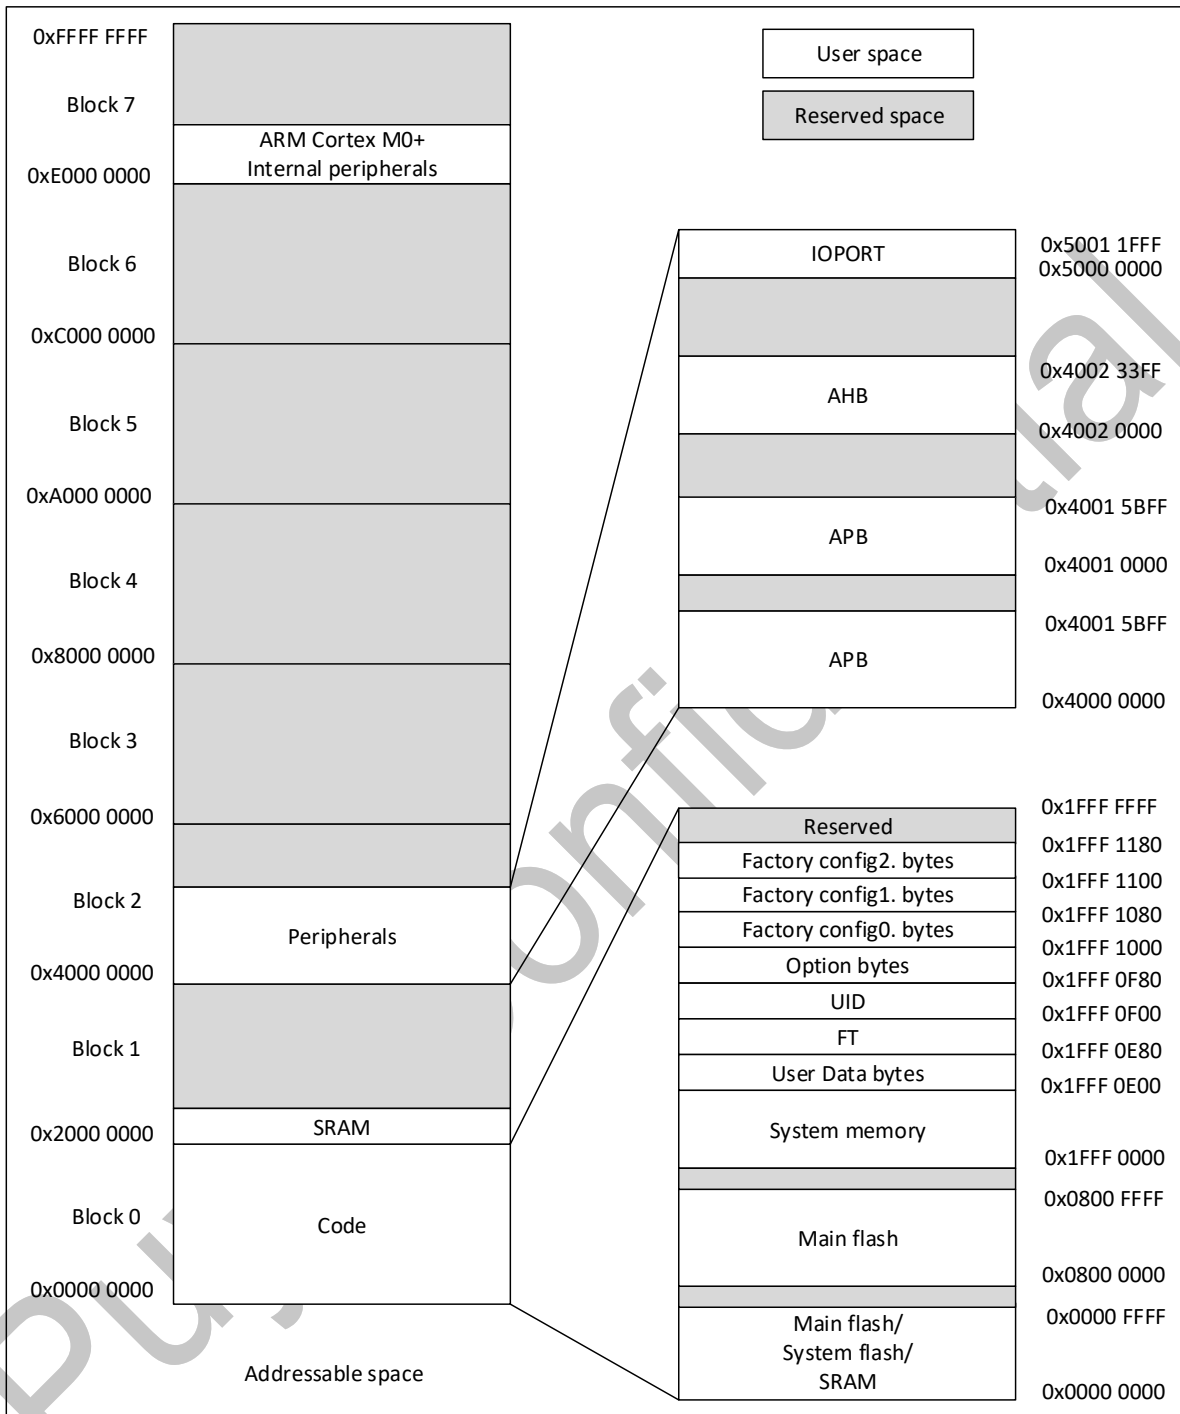 0xFFFF FFFF
Block 7
ARM Cortex M0+
Internal peripherals
0xE000 0000
Block 6
0xC000 0000
Block 5
0xA000 0000
Block 4
0x8000 0000
Block 3
0x6000 0000
Block 2
Peripherals
0x4000 0000
Block 1
SRAM
0x2000 0000
Block 0
Code
0x0000 0000
Addressable space
User space
Reserved space
IOPORT
0x5001 1FFF
0x5000 0000
AHB
0x4002 33FF
0x4002 0000
APB
0x4001 5BFF
0x4001 0000
APB
0x4001 5BFF
0x4000 0000
0x1FFF FFFF
Reserved
0x1FFF 1180
Factory config2. bytes
0x1FFF 1100
Factory config1. bytes
0x1FFF 1080
Factory config0. bytes
0x1FFF 1000
Option bytes
0x1FFF 0F80
UID
0x1FFF 0F00
FT
0x1FFF 0E80
User Data bytes
0x1FFF 0E00
System memory
0x1FFF 0000
0x0800 FFFF
Main flash
0x0800 0000
0x0000 FFFF
Main flash/
System flash/
SRAM
0x0000 0000